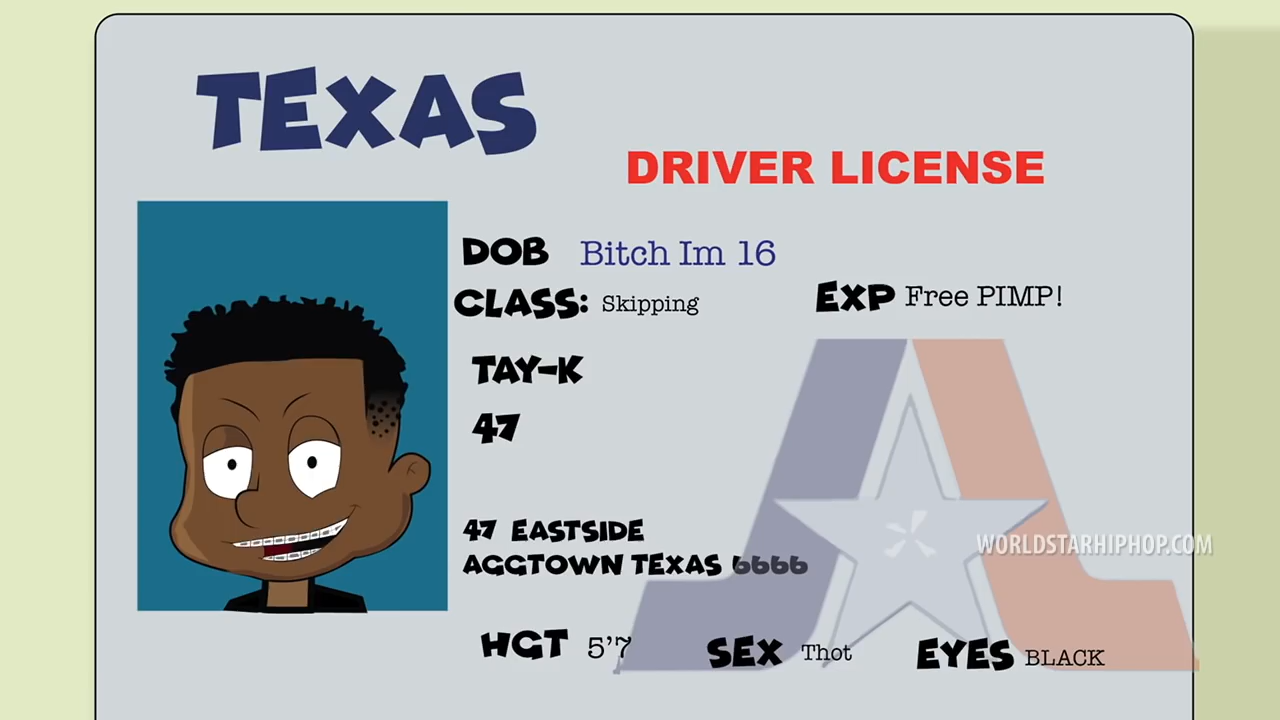 TEXAS
DRIVER LICENSE
DOB Bitch Im 16
CLASS: Skipping
EXP Free PIMP!
TAY-K
47
47 EASTSIDE
AGGTOWN TEXAS 6666
WORLDSTARHIPHOP.COM
HGT 5'7 SEX Thot EYES BLACK